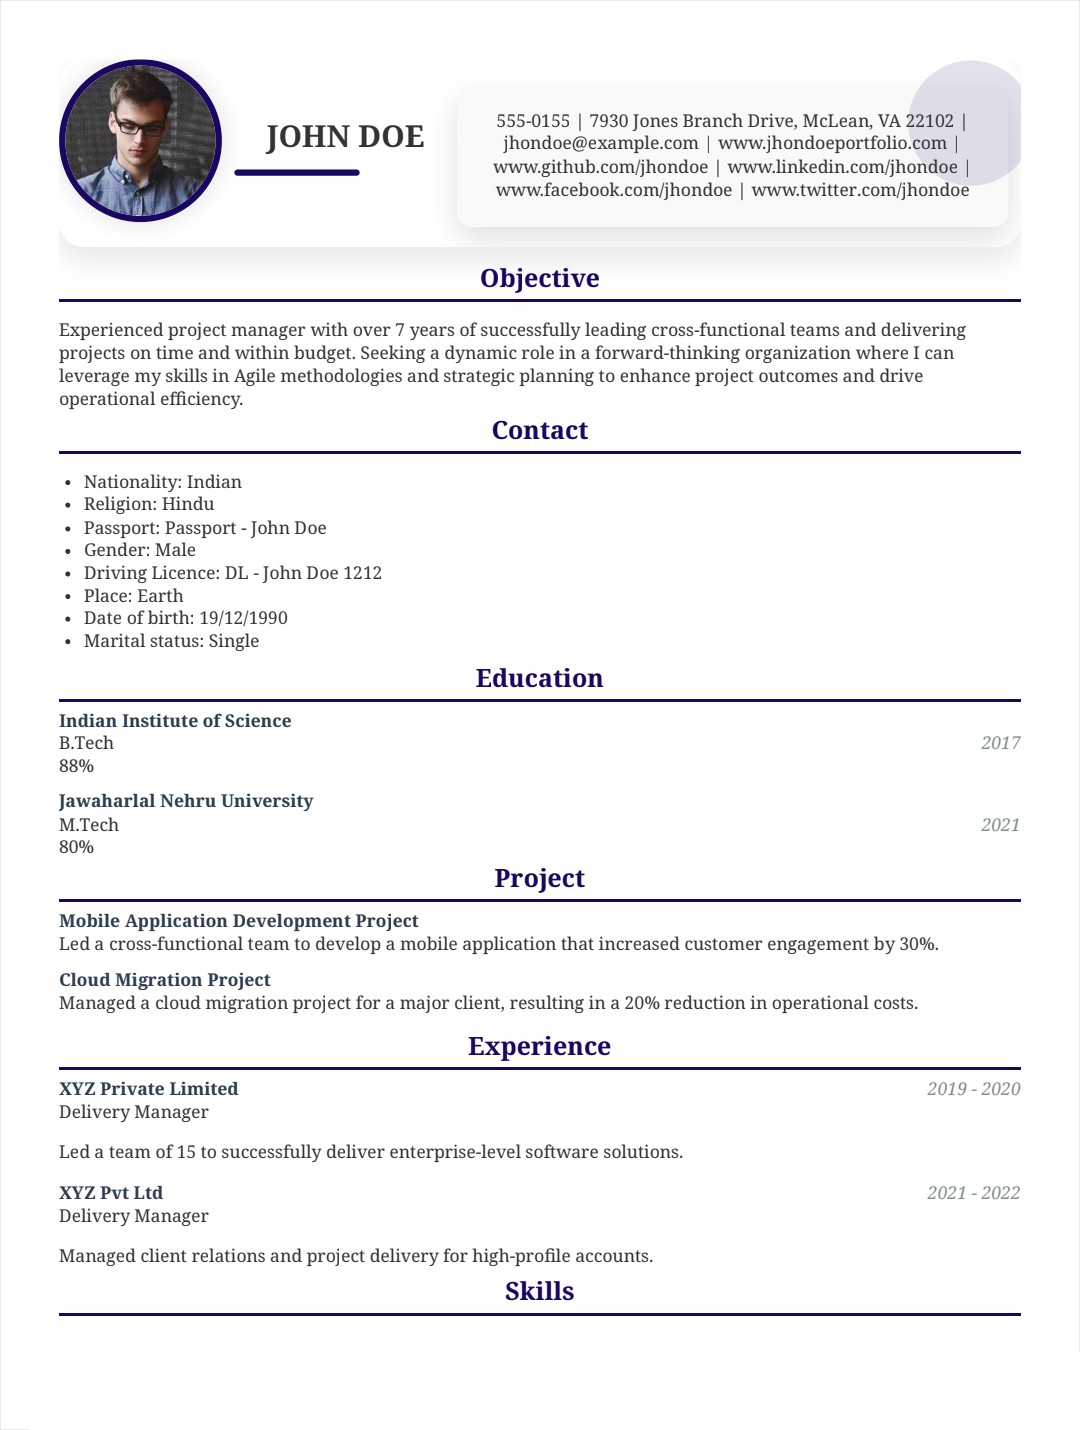 JOHN DOE
555-0155 | 7930 Jones Branch Drive, McLean, VA 22102 |
jhondoe@example.com | www.jhondoeportfolio.com |
www.github.com/jhondoe | www.linkedin.com/jhondoe |
www.facebook.com/jhondoe | www.twitter.com/jhondoe
Objective
Experienced project manager with over 7 years of successfully leading cross-functional teams and delivering
projects on time and within budget. Seeking a dynamic role in a forward-thinking organization where I can
leverage my skills in Agile methodologies and strategic planning to enhance project outcomes and drive
operational efficiency.
Contact
• Nationality: Indian
• Religion: Hindu
• Passport: Passport - John Doe
• Gender: Male
• Driving Licence: DL - John Doe 1212
• Place: Earth
• Date of birth: 19/12/1990
• Marital status: Single
Education
Indian Institute of Science
B.Tech 2017
88%
Jawaharlal Nehru University
M.Tech 2021
80%
Project
Mobile Application Development Project
Led a cross-functional team to develop a mobile application that increased customer engagement by 30%.
Cloud Migration Project
Managed a cloud migration project for a major client, resulting in a 20% reduction in operational costs.
Experience
XYZ Private Limited 2019 - 2020
Delivery Manager
Led a team of 15 to successfully deliver enterprise-level software solutions.
XYZ Pvt Ltd 2021 - 2022
Delivery Manager
Managed client relations and project delivery for high-profile accounts.
Skills